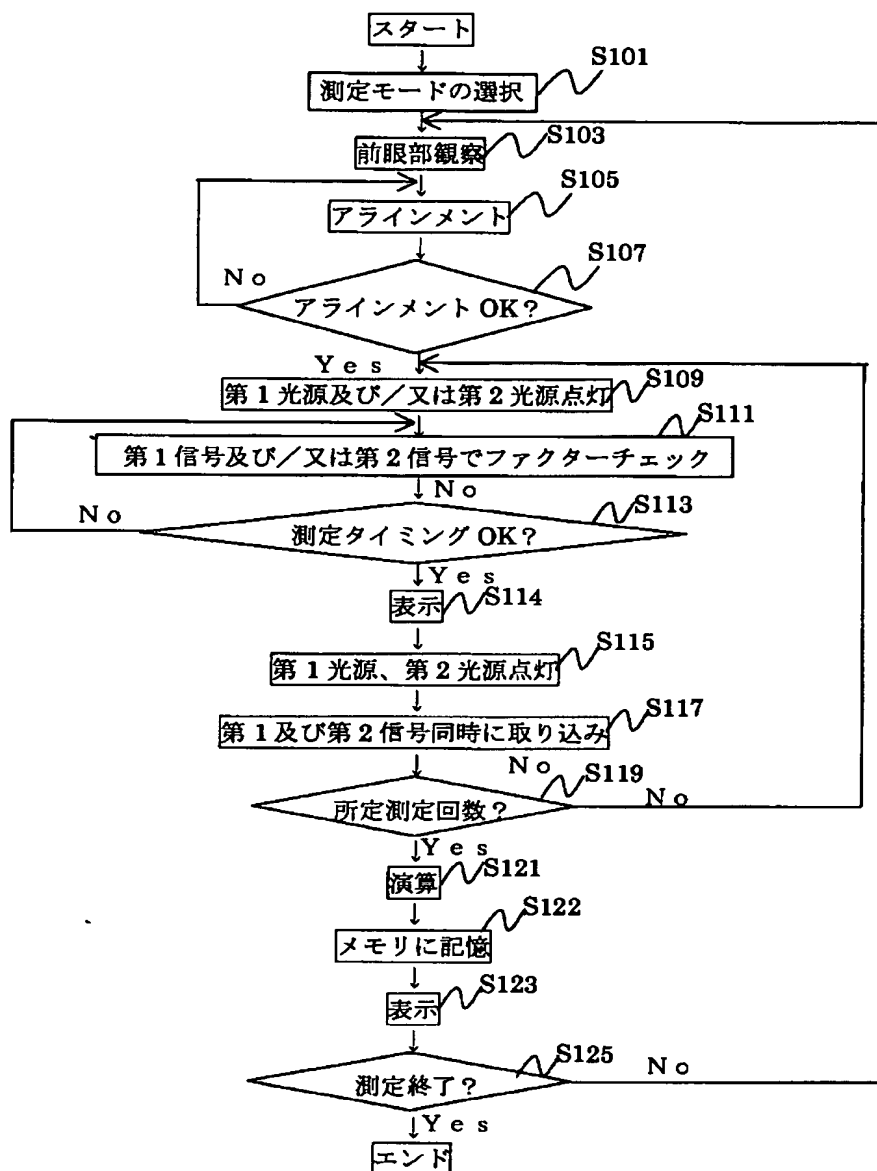 スタート
S101
測定モードの選択
S103
前眼部観察
S105
アラインメント
S107
No
アラインメントOK?
Yes
S109
第1光源及び/又は第2光源点灯
S111
第1信号及び/又は第2信号でファクターチェック
No
No
S113
測定タイミングOK?
Yes
表示
S114
S115
第1光源、第2光源点灯
S117
第1及び第2信号同時に取り込み
No
S119
所定測定回数?
No
Yes
S121
演算
S122
メモリに記憶
S123
表示
S125
No
測定終了?
Yes
エンド